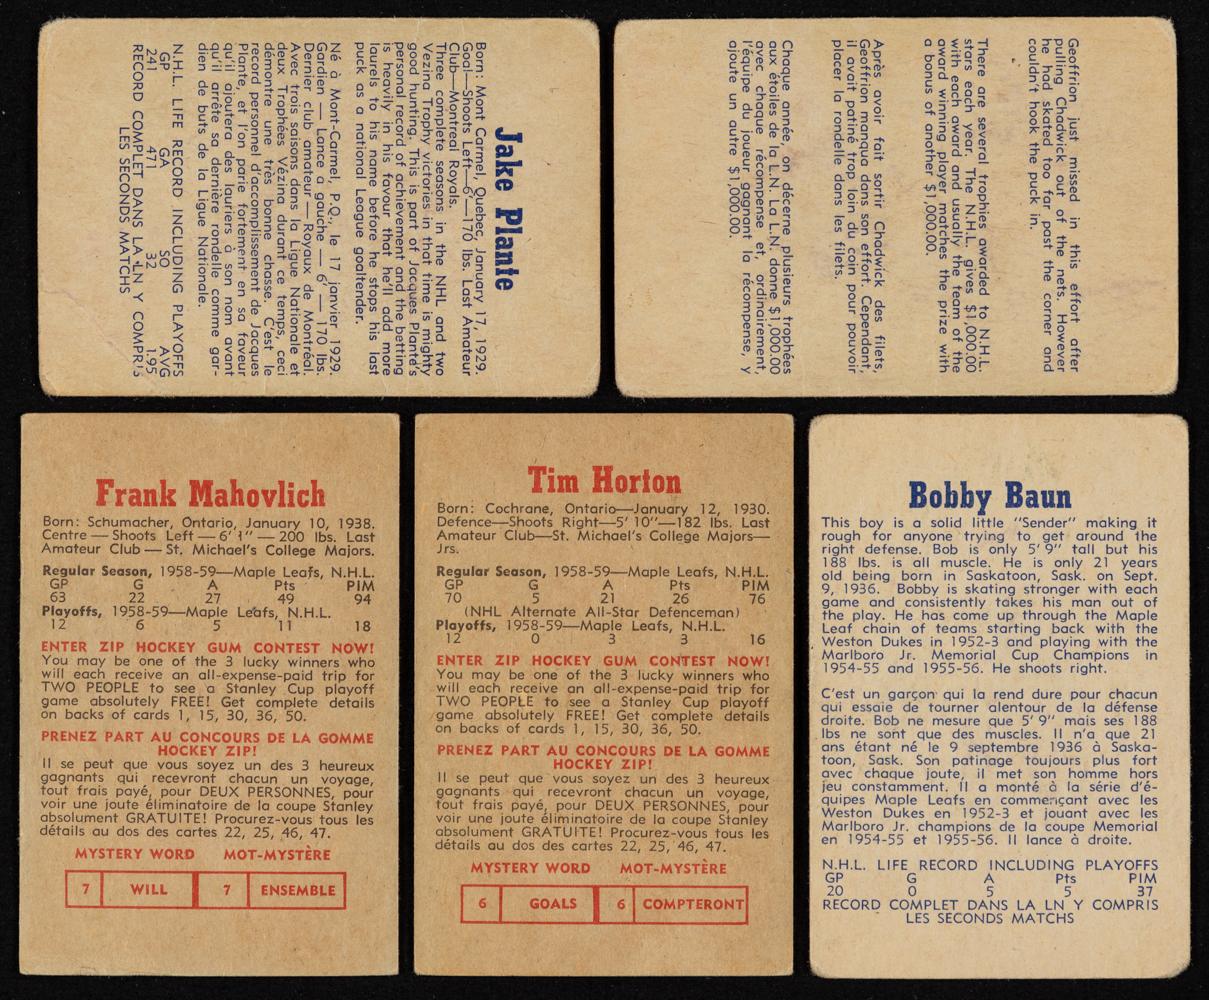 Jake Plante
Born: Mont Carmel, Quebec, January 17, 1929.
Goal—Shoots Left—6'—170 lbs. Last Amateur
Club—Montreal Royals.
Three complete seasons in the NHL and two
Vezina Trophy victories in that time is mighty
good hunting. This is part of Jacques Plante's
personal record of achievement and the betting
is heavily in his favour that he'll add more
laurels to his name before he stops his last
puck as a national League goaltender.
Né à Mont-Carmel, P.Q., le 17 janvier 1929.
Gardien — Lance a gauche — 6' — 170 lbs.
Dernier club amateur — Royaux de Montréal.
Avec trois saisons dans la Ligue Nationale et
deux Trophées Vézina durant ce temps, ceci
démontre une très bonne chasse. C'est le
record personnel d'accomplissement de Jacques
Plante, et l'on parie fortement en sa faveur
qu'il ajoutera des lauriers à son nom avant
qu'il arrête sa dernière rondelle comme gar-
dien de buts de la Ligue Nationale.
N.H.L. LIFE RECORD INCLUDING PLAYOFFS
GP GA SO AVG
241 471 32 1.95
RECORD COMPLET DANS LA LN Y COMPRIS
LES SECONDS MATCHS
Geoffrion just missed in this effort after
pulling Chadwick out of the nets. However
he had skated too far past the corner and
couldn't hook the puck in.
There are several trophies awarded to N.H.L.
stars each year. The N.H.L. gives $1,000.00
with each award and usually the team of the
award winning player matches the prize with
a bonus of another $1,000.00.
Après avoir fait sortir Chadwick des filets,
Geoffrion manqua dans son effort. Cependant,
il avait patiné trop loin du coin pour pouvoir
placer la rondelle dans les filets.
Chaque année, on décerne plusieurs trophées
aux étoiles de la L.N. La L.N. donne $1,000.00
avec chaque récompense et, ordinairement,
l'équipe du joueur gagnant la récompense, y
ajoute un autre $1,000.00.
Frank Mahovlich
Born: Schumacher, Ontario, January 10, 1938.
Centre — Shoots Left — 6' 1" — 200 lbs. Last
Amateur Club — St. Michael's College Majors.
Regular Season, 1958-59—Maple Leafs, N.H.L.
GP G A Pts PIM
63 22 27 49 94
Playoffs, 1958-59—Maple Leafs, N.H.L.
12 6 5 11 18
ENTER ZIP HOCKEY GUM CONTEST NOW!
You may be one of the 3 lucky winners who
will each receive an all-expense-paid trip for
TWO PEOPLE to see a Stanley Cup playoff
game absolutely FREE! Get complete details
on backs of cards 1, 15, 30, 36, 50.
PRENEZ PART AU CONCOURS DE LA GOMME
HOCKEY ZIP!
Il se peut que vous soyez un des 3 heureux
gagnants qui recevront chacun un voyage,
tout frais payé, pour DEUX PERSONNES, pour
voir une joute éliminatoire de la coupe Stanley
absolument GRATUITE! Procurez-vous tous les
détails au dos des cartes 22, 25, 46, 47.
MYSTERY WORD MOT-MYSTÈRE
7 WILL 7 ENSEMBLE
Tim Horton
Born: Cochrane, Ontario—January 12, 1930.
Defence—Shoots Right—5' 10"—182 lbs. Last
Amateur Club—St. Michael's College Majors—
Jrs.
Regular Season, 1958-59—Maple Leafs, N.H.L.
GP G A Pts PIM
70 5 21 26 76
(NHL Alternate All-Star Defenceman)
Playoffs, 1958-59—Maple Leafs, N.H.L.
12 0 3 3 16
ENTER ZIP HOCKEY GUM CONTEST NOW!
You may be one of the 3 lucky winners who
will each receive an all-expense-paid trip for
TWO PEOPLE to see a Stanley Cup playoff
game absolutely FREE! Get complete details
on backs of cards 1, 15, 30, 36, 50.
PRENEZ PART AU CONCOURS DE LA GOMME
HOCKEY ZIP!
Il se peut que vous soyez un des 3 heureux
gagnants qui recevront chacun un voyage,
tout frais payé, pour DEUX PERSONNES, pour
voir une joute éliminatoire de la coupe Stanley
absolument GRATUITE! Procurez-vous tous les
détails au dos des cartes 22, 25, 46, 47.
MYSTERY WORD MOT-MYSTÈRE
6 GOALS 6 COMPTERONT
Bobby Baun
This boy is a solid little "Sender" making it
rough for anyone trying to get around the
right defense. Bob is only 5' 9" tall but his
188 lbs. is all muscle. He is only 21 years
old being born in Saskatoon, Sask. on Sept.
9, 1936. Bobby is skating stronger with each
game and consistently takes his man out of
the play. He has come up through the Maple
Leaf chain of teams starting back with the
Weston Dukes in 1952-3 and playing with the
Marlboro Jr. Memorial Cup Champions in
1954-55 and 1955-56. He shoots right.
C'est un garçon qui la rend dure pour chacun
qui essaie de tourner alentour de la défense
droite. Bob ne mesure que 5' 9" mais ses 188
lbs ne sont que des muscles. Il n'a que 21
ans étant né le 9 septembre 1936 à Saska-
toon, Sask. Son patinage toujours plus fort
avec chaque joute, il met son homme hors
jeu constamment. Il a monté à la série d'é-
quipes Maple Leafs en commençant avec les
Weston Dukes en 1952-3 et jouant avec les
Marlboro Jr. champions de la coupe Memorial
en 1954-55 et 1955-56. Il lance à droite.
N.H.L. LIFE RECORD INCLUDING PLAYOFFS
GP G A Pts PIM
20 0 5 5 37
RECORD COMPLET DANS LA LN Y COMPRIS
LES SECONDS MATCHS